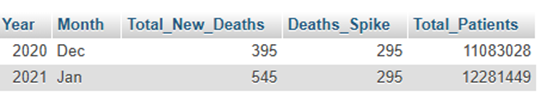 Year Month Total_New_Deaths Deaths_Spike Total_Patients
2020 Dec 395 295 11083028
2021 Jan 545 295 12281449